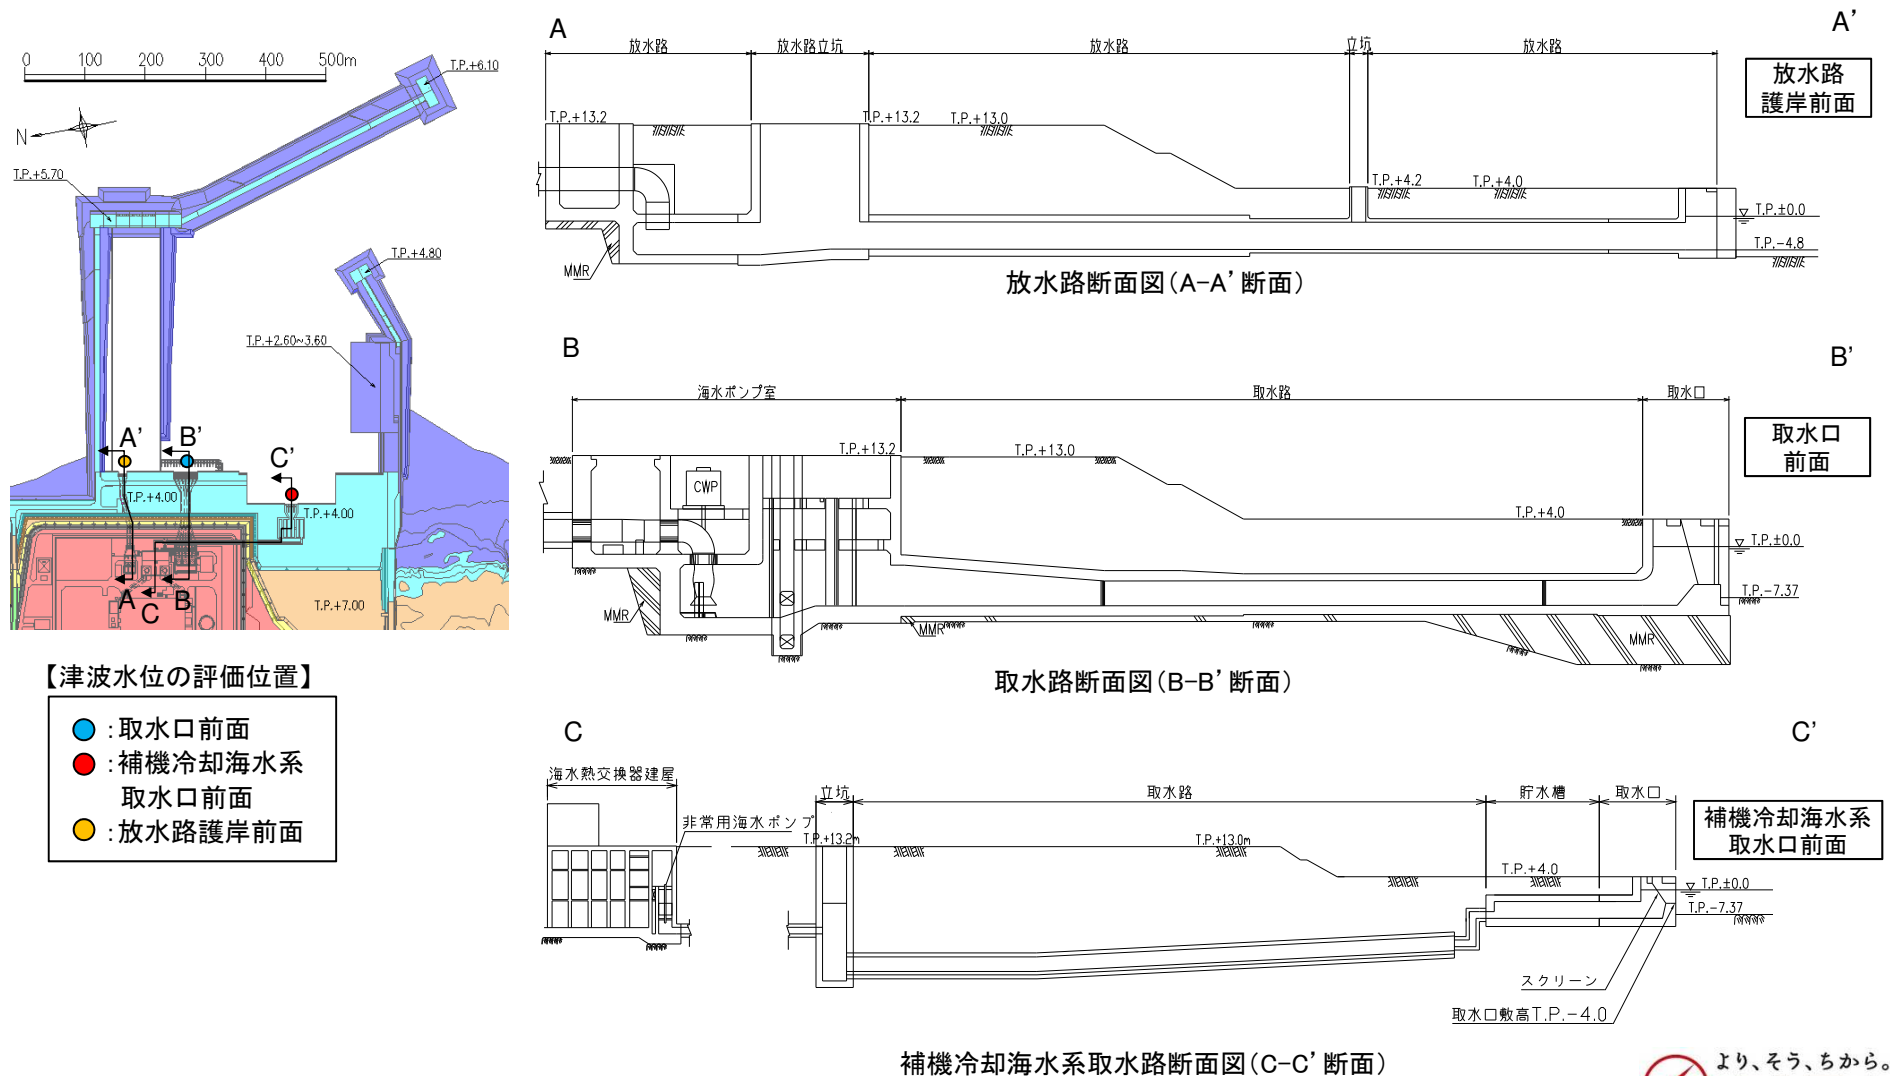 0 100 200 300 400 500m
N
T.P.+6.10
T.P.+5.70
T.P.+4.80
T.P.+2.60~3.60
A' B' C'
T.P.+4.00
T.P.+4.00
T.P.+7.00
A C B
【津波水位の評価位置】
：取水口前面
：補機冷却海水系
取水口前面
：放水路護岸前面
A A'
放水路 放水路立坑 放水路 立坑 放水路
放水路
護岸前面
T.P.+13.2 T.P.+13.2 T.P.+13.0
T.P.+4.2 T.P.+4.0
T.P.±0.0
T.P.-4.8
MMR
放水路断面図(A-A'断面)
B B'
海水ポンプ室 取水路 取水口
取水口
前面
T.P.+13.2 T.P.+13.0
CWP
T.P.+4.0
T.P.±0.0
T.P.-7.37
MMR MMR MMR
取水路断面図(B-B'断面)
C C'
海水熱交換器建屋 立坑 取水路 貯水槽 取水口
補機冷却海水系
取水口前面
非常用海水ポンプ
T.P.+13.2m T.P.+13.0m
T.P.+4.0
T.P.±0.0
T.P.-7.37
スクリーン
取水口敷高T.P.-4.0
補機冷却海水系取水路断面図(C-C'断面)
より、そう、ちから。